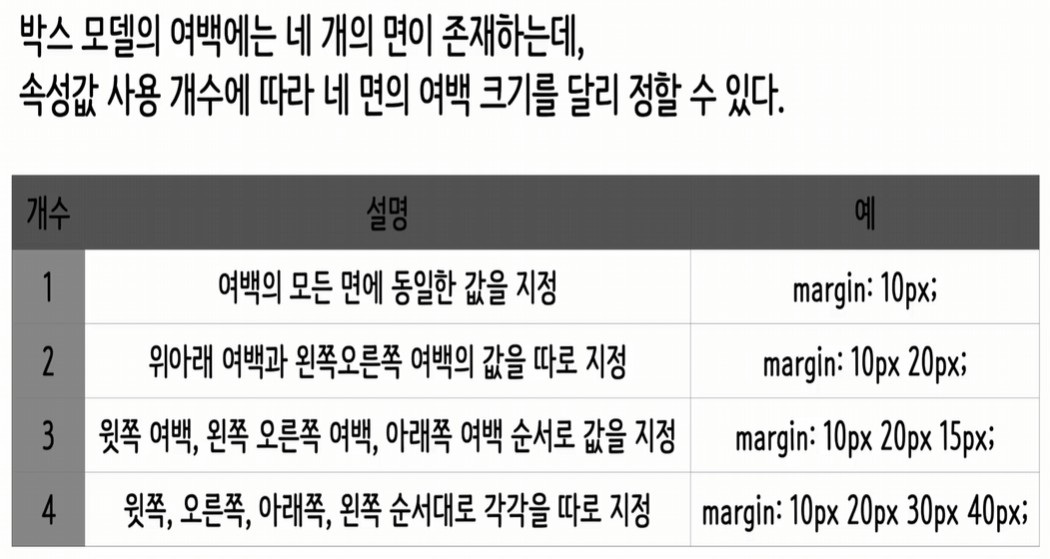 박스 모델의 여백에는 네 개의 면이 존재하는데,
속성값 사용 개수에 따라 네 면의 여백 크기를 달리 정할 수 있다.
개수 설명 예
1 여백의 모든 면에 동일한 값을 지정 margin: 10px;
2 위아래 여백과 왼쪽오른쪽 여백의 값을 따로 지정 margin: 10px 20px;
3 윗쪽 여백, 왼쪽 오른쪽 여백, 아래쪽 여백 순서로 값을 지정 margin: 10px 20px 15px;
4 윗쪽, 오른쪽, 아래쪽, 왼쪽 순서대로 각각을 따로 지정 margin: 10px 20px 30px 40px;